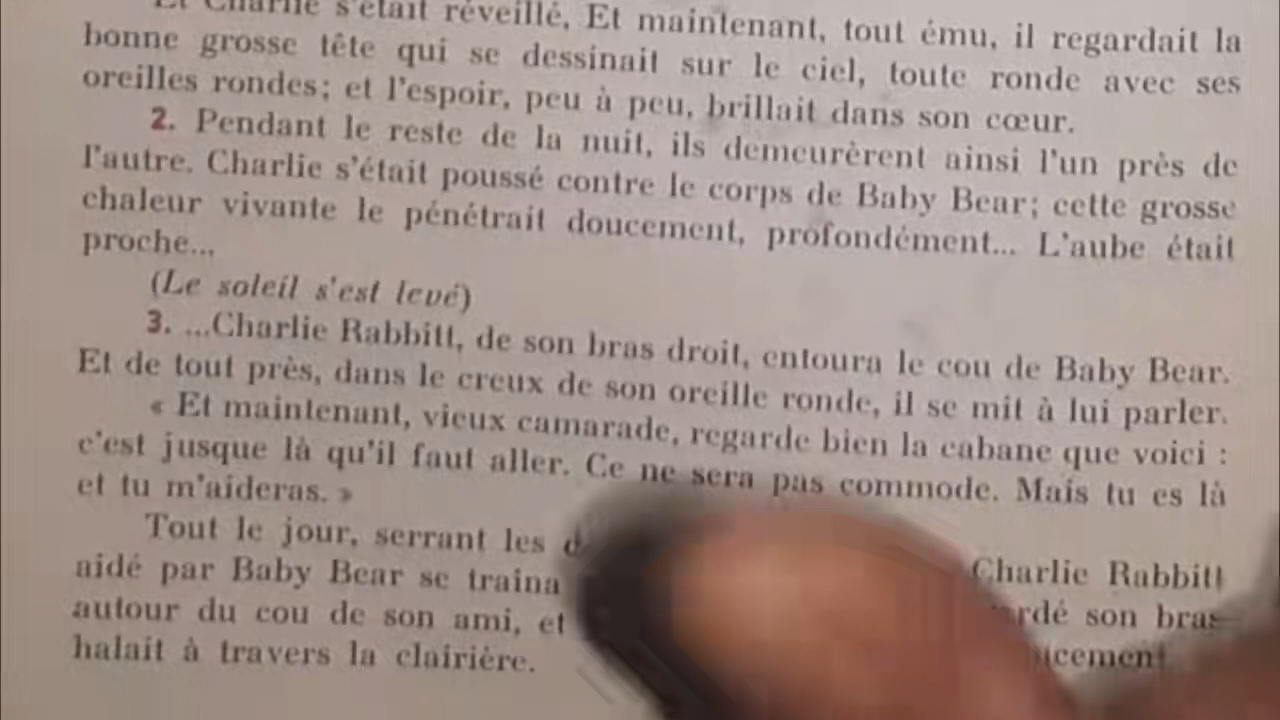 Et Charlie s'était réveillé. Et maintenant, tout ému, il regardait la
bonne grosse tête qui se dessinait sur le ciel, toute ronde avec ses
oreilles rondes; et l'espoir, peu à peu, brillait dans son cœur.
2. Pendant le reste de la nuit, ils demeurèrent ainsi l'un près de
l'autre. Charlie s'était poussé contre le corps de Baby Bear; cette grosse
chaleur vivante le pénétrait doucement, profondément... L'aube était
proche...
(Le soleil s'est levé)
3. ...Charlie Rabbitt, de son bras droit, entoura le cou de Baby Bear.
Et de tout près, dans le creux de son oreille ronde, il se mit à lui parler.
« Et maintenant, vieux camarade, regarde bien la cabane que voici :
c'est jusque là qu'il faut aller. Ce ne sera pas commode. Mais tu es là
et tu m'aideras. »
Tout le jour, serrant les
aidé par Baby Bear se traîna Charlie Rabbitt
autour du cou de son ami, et son bras
halait à travers la clairière.